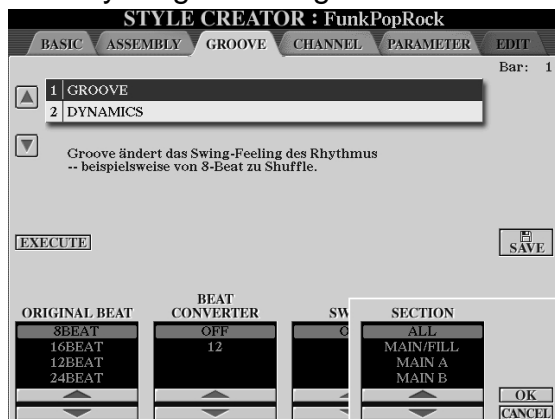 STYLE CREATOR : FunkPopRock
BASIC ASSEMBLY GROOVE CHANNEL PARAMETER EDIT
Bar: 1
1 GROOVE
2 DYNAMICS
Groove ändert das Swing-Feeling des Rhythmus
-- beispielsweise von 8-Beat zu Shuffle.
EXECUTE
SAVE
ORIGINAL BEAT
8BEAT
16BEAT
12BEAT
24BEAT
BEAT
CONVERTER
OFF
12
SW
SECTION
ALL
MAIN/FILL
MAIN A
MAIN B
OK
CANCEL